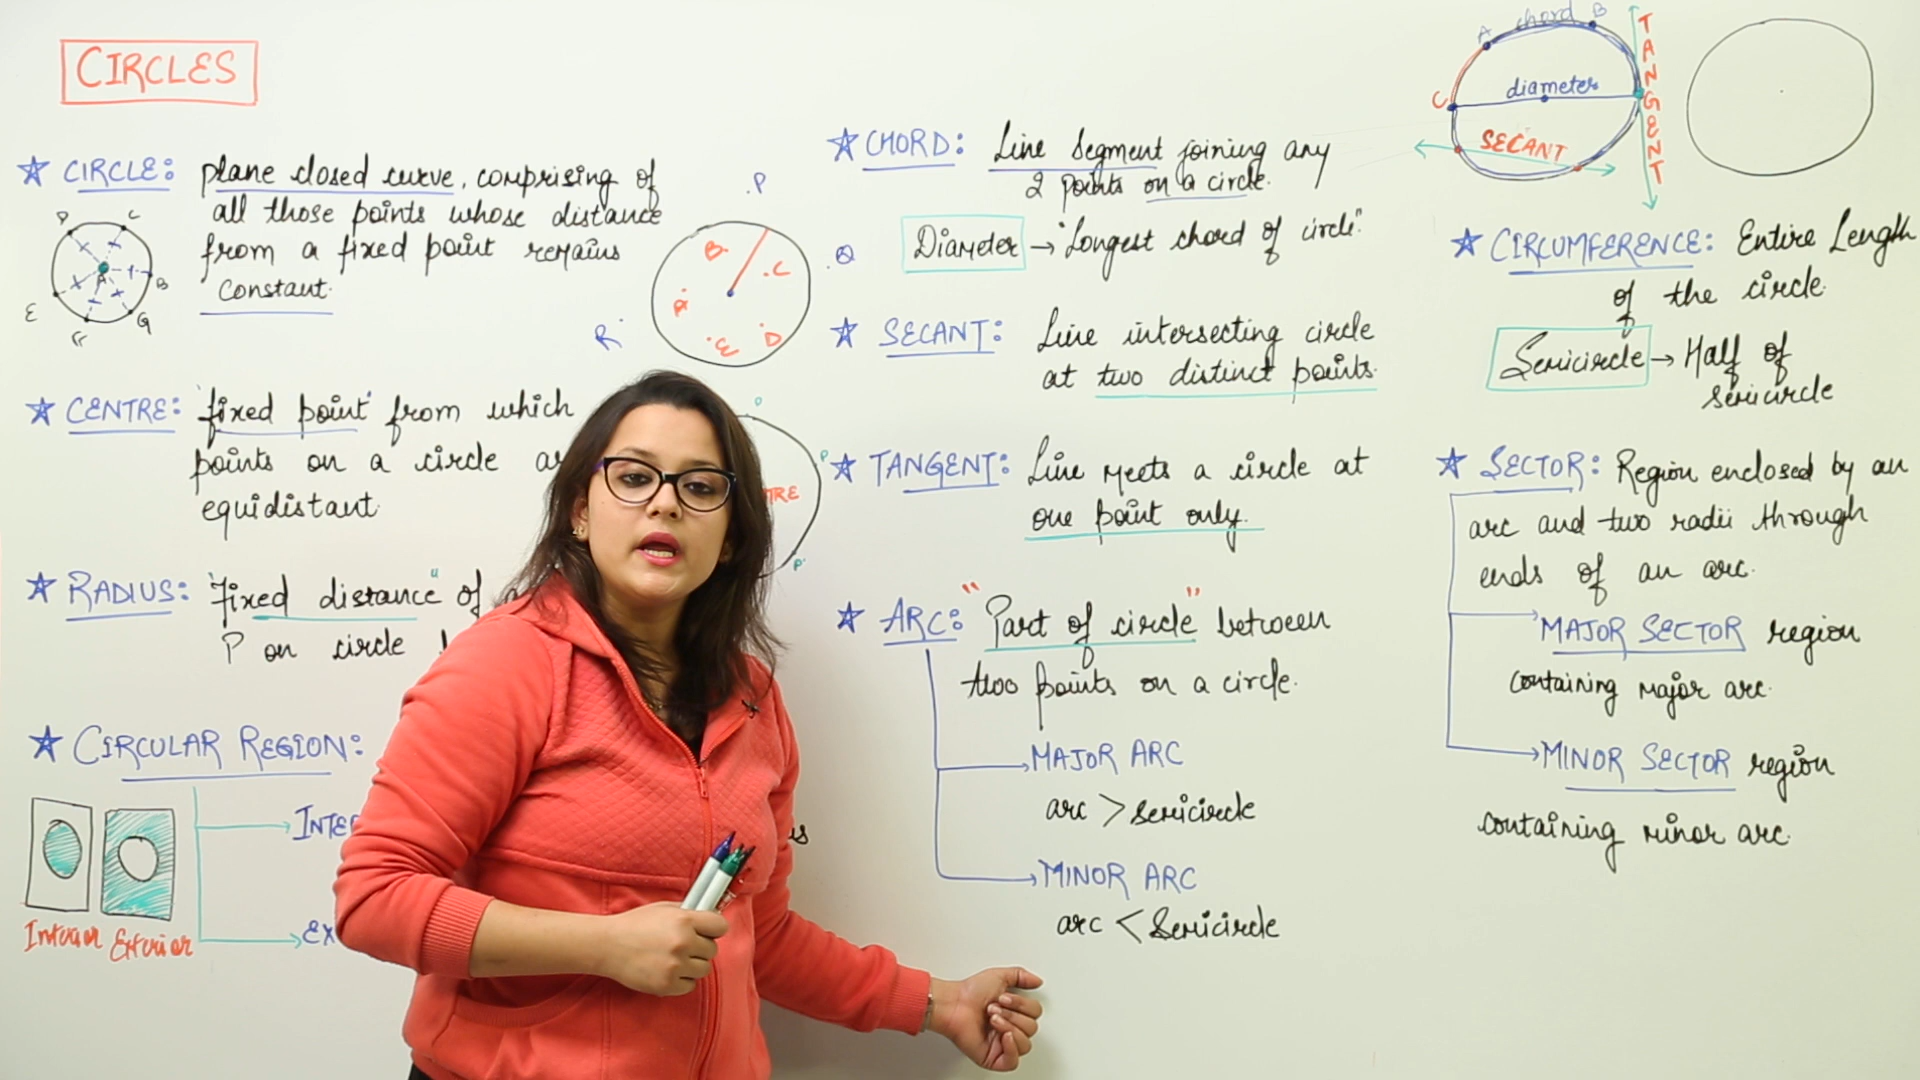 CIRCLES
CIRCLE: plane closed curve, comprising of
all those points whose distance
from a fixed point remains
constant.
D C
A B
E F G
.P
B. .C
.Q
A
R E D
CENTRE: "fixed point" from which
points on a circle
equidistant
O
P
TRE
P
RADIUS: "fixed distance" of
P on circle
CIRCULAR REGION:
INTE
EX
Interior Exterior
CHORD: Line Segment joining any
2 points on a circle.
Diameter → "Longest chord of circle".
SECANT: Line intersecting circle
at two distinct points.
TANGENT: Line meets a circle at
one point only.
ARC: "Part of circle" between
two points on a circle.
MAJOR ARC
arc > semicircle
MINOR ARC
arc < Semicircle
A chord B
C diameter
SECANT
TANGENT
CIRCUMFERENCE: Entire Length
of the circle.
Semicircle → Half of
semicircle
SECTOR: Region enclosed by an
arc and two radii through
ends of an arc.
MAJOR SECTOR region
containing major arc.
MINOR SECTOR region
containing minor arc.